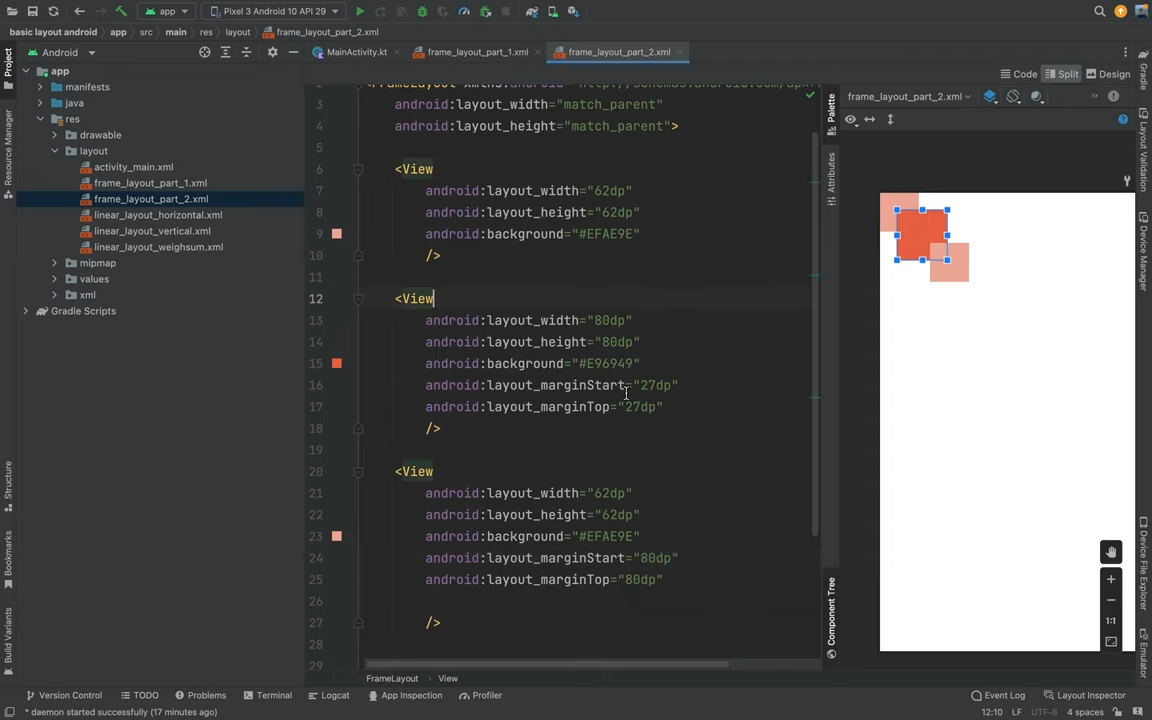 app
Pixel 3 Android 10 API 29
basic layout android
app
src
main
res
layout
frame_layout_part_2.xml
Android
MainActivity.kt
frame_layout_part_1.xml
frame_layout_part_2.xml
Code
Split
Design
Project
Resource Manager
Structure
Bookmarks
Build Variants
app
manifests
java
res
drawable
layout
activity_main.xml
frame_layout_part_1.xml
frame_layout_part_2.xml
linear_layout_horizontal.xml
linear_layout_vertical.xml
linear_layout_weighsum.xml
mipmap
values
xml
Gradle Scripts
3 android:layout_width="match_parent"
4 android:layout_height="match_parent">
5
6 <View
7 android:layout_width="62dp"
8 android:layout_height="62dp"
9 android:background="#EFAE9E"
10 />
11
12 <View
13 android:layout_width="80dp"
14 android:layout_height="80dp"
15 android:background="#E96949"
16 android:layout_marginStart="27dp"
17 android:layout_marginTop="27dp"
18 />
19
20 <View
21 android:layout_width="62dp"
22 android:layout_height="62dp"
23 android:background="#EFAE9E"
24 android:layout_marginStart="80dp"
25 android:layout_marginTop="80dp"
26
27 />
28
29
FrameLayout
View
Palette
Attributes
Component Tree
frame_layout_part_2.xml
1:1
Gradle
Layout Validation
Device Manager
Device File Explorer
Emulator
Version Control
TODO
Problems
Terminal
Logcat
App Inspection
Profiler
Event Log
Layout Inspector
* daemon started successfully (17 minutes ago)
12:10
LF
UTF-8
4 spaces